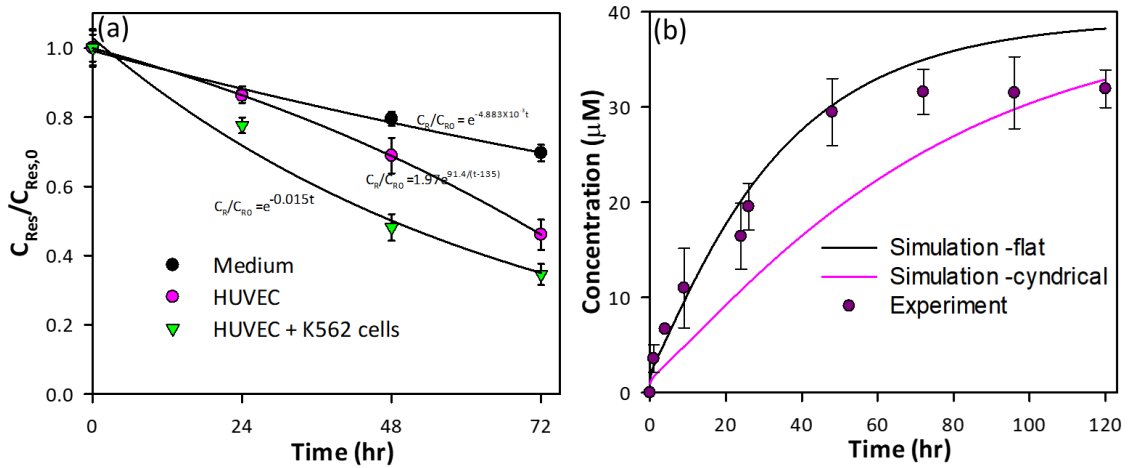 (a)
C_Res/C_Res,0
1.0
0.8
0.6
0.4
0.2
0.0
C_R/C_R0 = e^-4.883X10^-3t
C_R/C_R0 =1.97e^91.4/(t-135)
C_R/C_R0 =e^-0.015t
Medium
HUVEC
HUVEC + K562 cells
0 24 48 72
Time (hr)
(b)
Concentration (μM)
40
30
20
10
0
Simulation -flat
Simulation -cyndrical
Experiment
0 20 40 60 80 100 120
Time (hr)